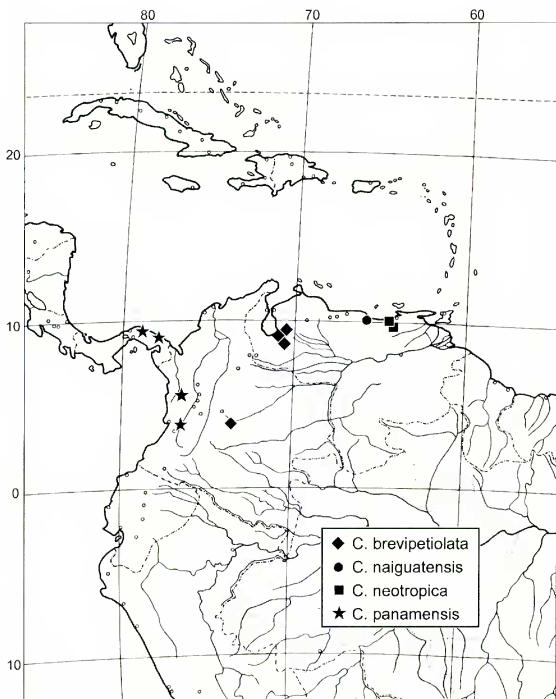 80 70 60
20
10
0
10
C. brevipetiolata
C. naiguatensis
C. neotropica
C. panamensis